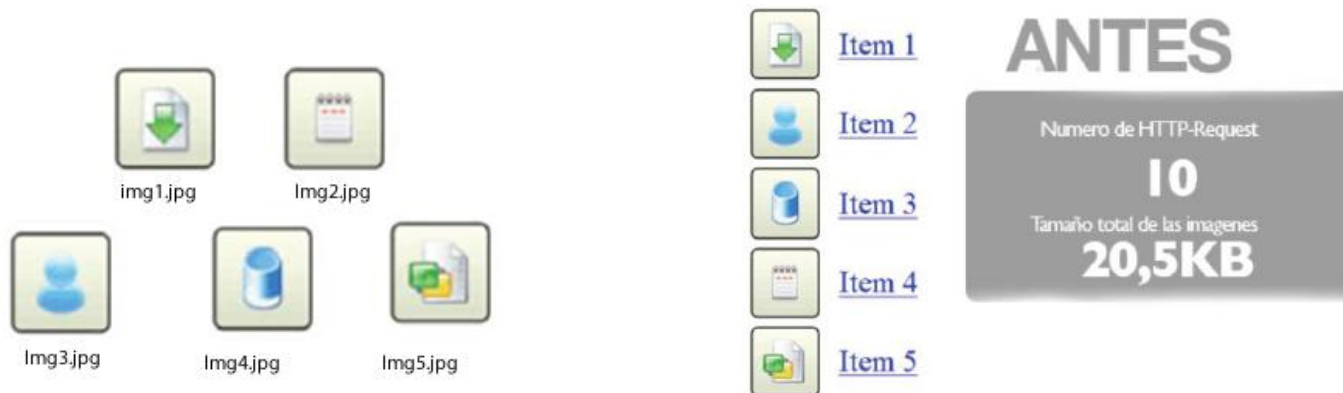 img1.jpg
Img2.jpg
Img3.jpg
Img4.jpg
Img5.jpg
Item 1
Item 2
Item 3
Item 4
Item 5
ANTES
Numero de HTTP-Request
10
Tamaño total de las imagenes
20,5KB